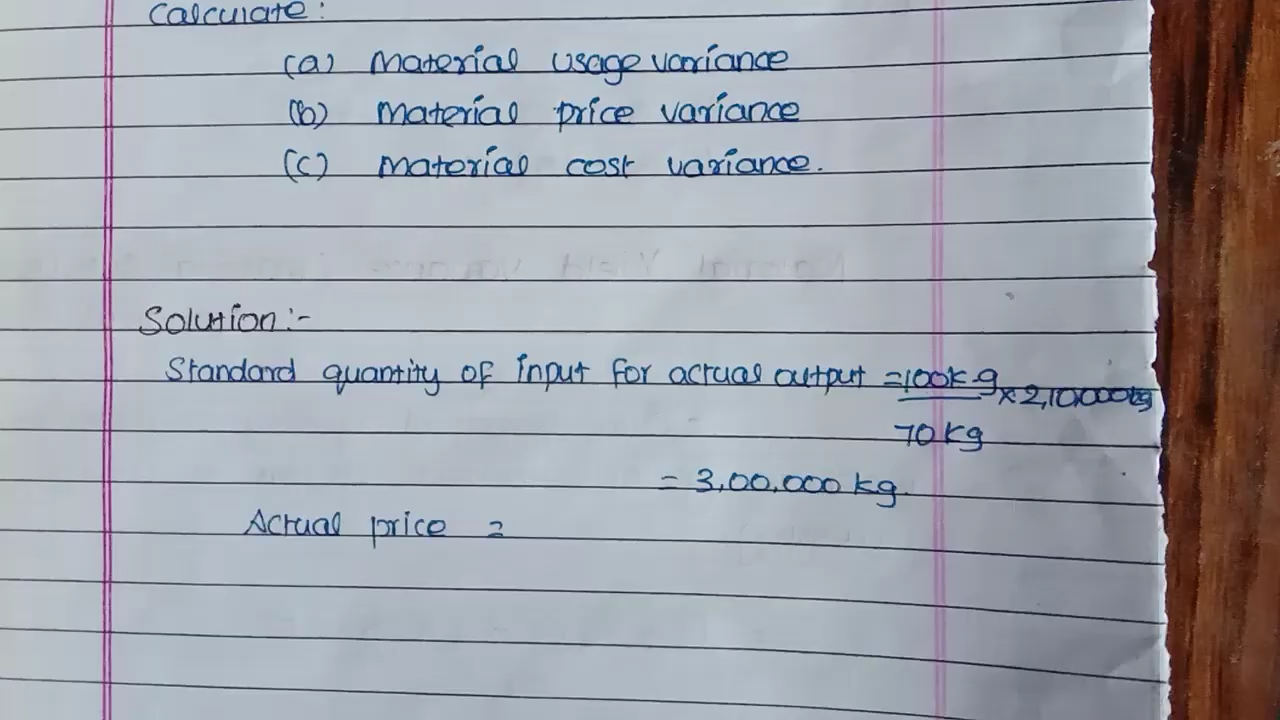 Calculate:
(a) Material usage variance
(b) Material price variance
(c) Material cost variance.
Solution:-
Standard quantity of input for actual output = 100kg × 2,10,000kg
70kg
= 3,00,000 kg.
Actual price =